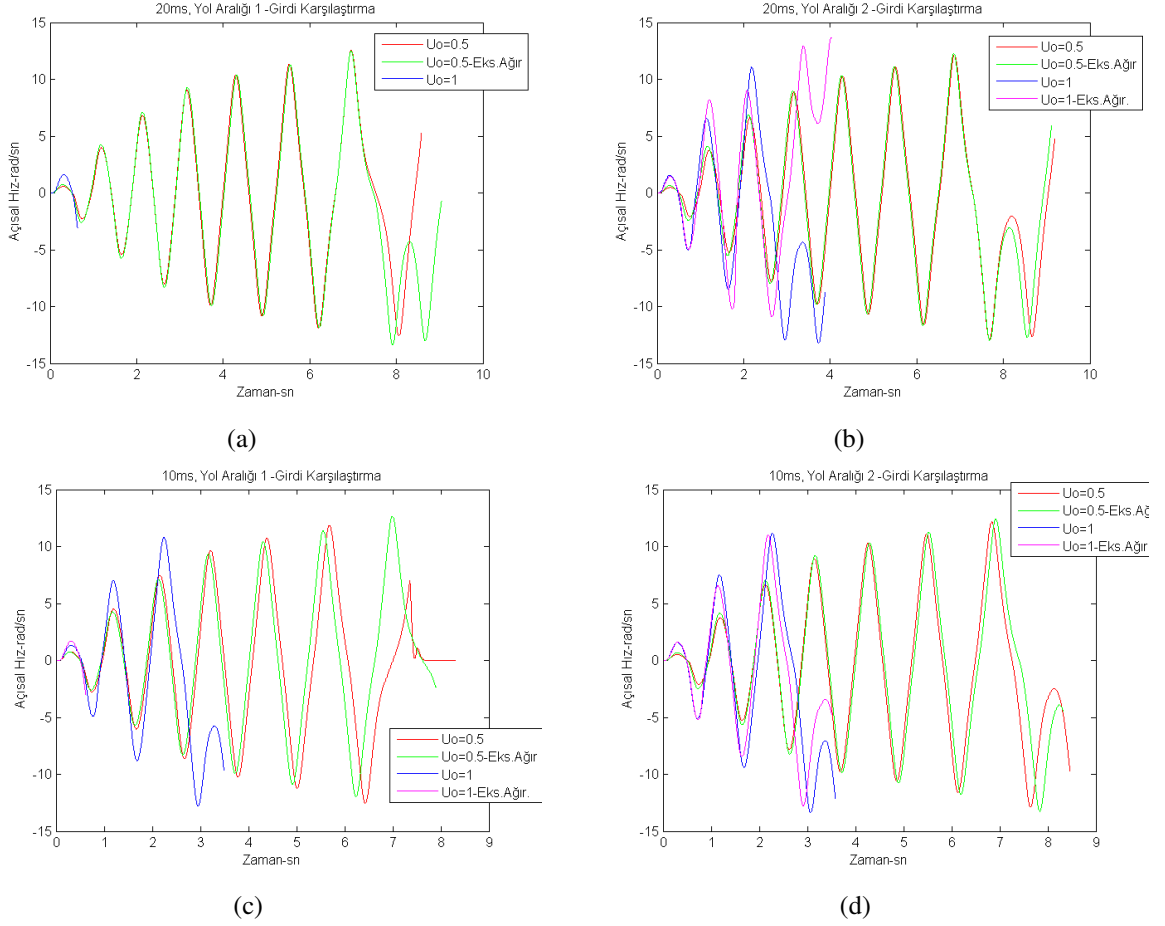 20ms, Yol Aralığı 1 -Girdi Karşılaştırma
15
10
5
0
-5
-10
-15
0 2 4 6 8 10
Açısal Hız-rad/sn
Zaman-sn
Uo=0.5
Uo=0.5-Eks.Ağır
Uo=1
(a)
20ms, Yol Aralığı 2 -Girdi Karşılaştırma
15
10
5
0
-5
-10
-15
0 2 4 6 8 10
Açısal Hız-rad/sn
Zaman-sn
Uo=0.5
Uo=0.5-Eks.Ağır
Uo=1
Uo=1-Eks.Ağır.
(b)
10ms, Yol Aralığı 1 -Girdi Karşılaştırma
15
10
5
0
-5
-10
-15
0 1 2 3 4 5 6 7 8 9
Açısal Hız-rad/sn
Zaman-sn
Uo=0.5
Uo=0.5-Eks.Ağır
Uo=1
Uo=1-Eks.Ağır.
(c)
10ms, Yol Aralığı 2 -Girdi Karşılaştırma
15
10
5
0
-5
-10
-15
0 1 2 3 4 5 6 7 8 9
Açısal Hız-rad/sn
Zaman-sn
Uo=0.5
Uo=0.5-Eks.Ağır
Uo=1
Uo=1-Eks.Ağır.
(d)